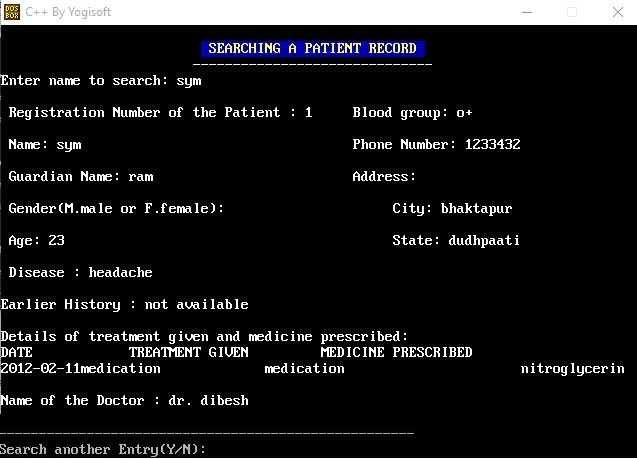 DOS BOX C++ By Yogisoft
SEARCHING A PATIENT RECORD
------------------------------
Enter name to search: sym
Registration Number of the Patient : 1 Blood group: o+
Name: sym Phone Number: 1233432
Guardian Name: ram Address:
Gender(M.male or F.female): City: bhaktapur
Age: 23 State: dudhpaati
Disease : headache
Earlier History : not available
Details of treatment given and medicine prescribed:
DATE TREATMENT GIVEN MEDICINE PRESCRIBED
2012-02-11medication medication nitroglycerin
Name of the Doctor : dr. dibesh
____________________________________________________
Search another Entry(Y/N):